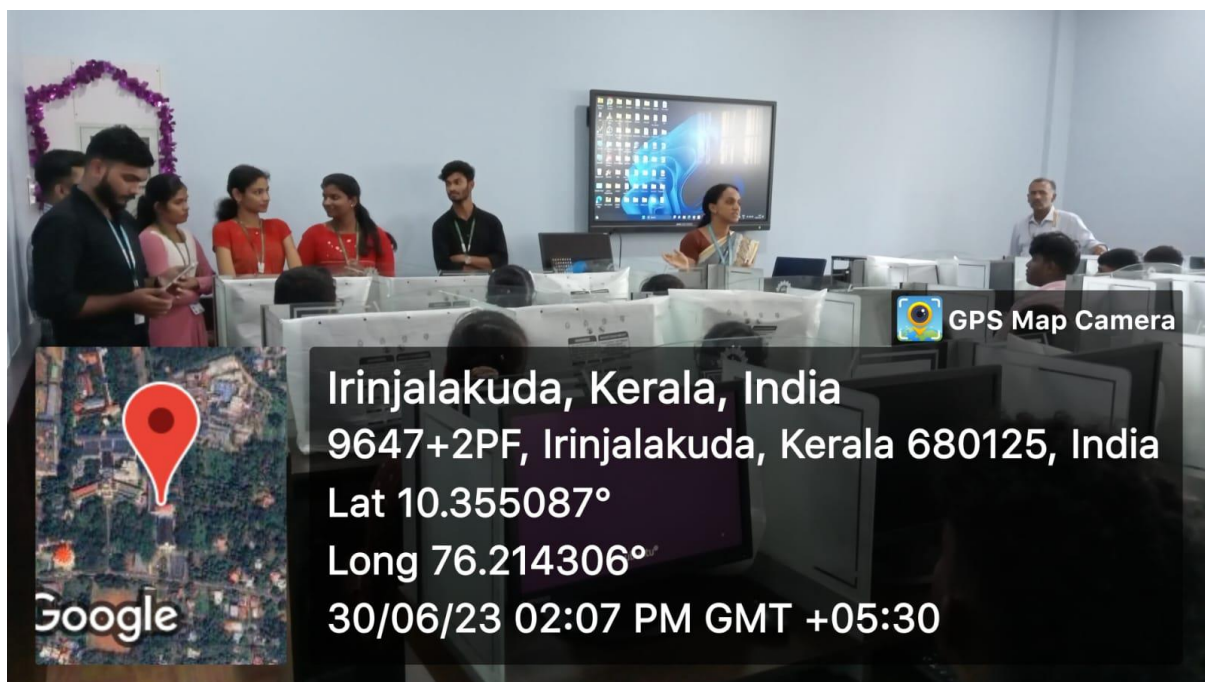 GPS Map Camera
Irinjalakuda, Kerala, India
9647+2PF, Irinjalakuda, Kerala 680125, India
Lat 10.355087°
Long 76.214306°
30/06/23 02:07 PM GMT +05:30
Google